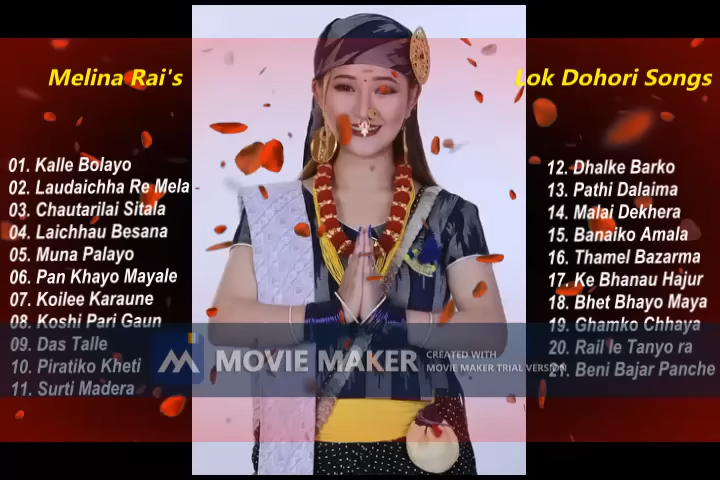 Melina Rai's
Lok Dohori Songs
01. Kalle Bolayo
02. Laudaichha Re Mela
03. Chautarilai Sitala
04. Laichhau Besana
05. Muna Palayo
06. Pan Khayo Mayale
07. Koilee Karaune
08. Koshi Pari Gaun
09. Das Talle
10. Piratiko Kheti
11. Surti Madera
12. Dhalke Barko
13. Pathi Dalaima
14. Malai Dekhera
15. Banaiko Amala
16. Thamel Bazarma
17. Ke Bhanau Hajur
18. Bhet Bhayo Maya
19. Ghamko Chhaya
20. Rail le Tanyo ra
21. Beni Bajar Panche
MOVIE MAKER
CREATED WITH
MOVIE MAKER TRIAL VERSION